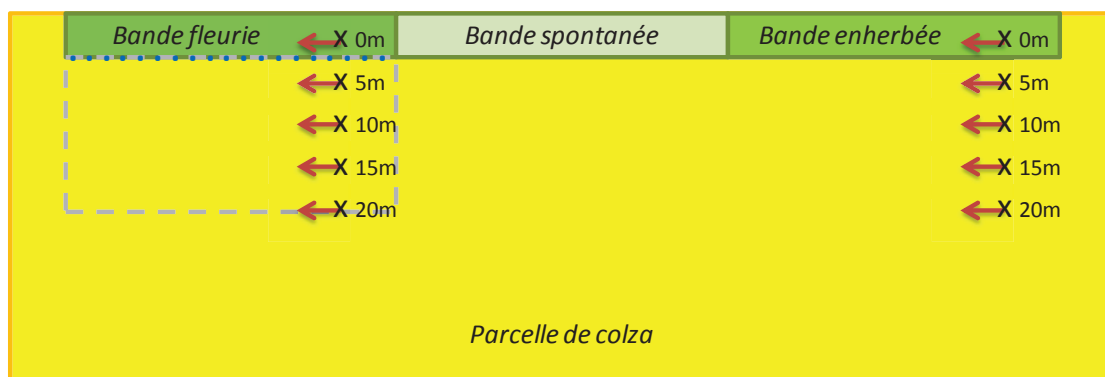 Bande fleurie
Bande spontanée
Bande enherbée
X 0m
X 0m
X 5m
X 5m
X 10m
X 10m
X 15m
X 15m
X 20m
X 20m
Parcelle de colza